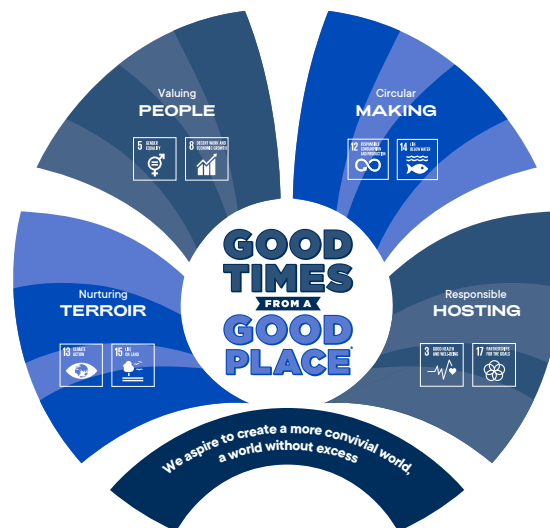 Valuing
PEOPLE
5 GENDER
EQUALITY
8 DECENT WORK AND
ECONOMIC GROWTH
Circular
MAKING
12 RESPONSIBLE
CONSUMPTION
AND PRODUCTION
14 LIFE
BELOW WATER
Nurturing
TERROIR
13 CLIMATE
ACTION
15 LIFE
ON LAND
GOOD
TIMES
FROM A
GOOD
PLACE
Responsible
HOSTING
3 GOOD HEALTH
AND WELL-BEING
17 PARTNERSHIPS
FOR THE GOALS
We aspire to create a more convivial world,
a world without excess